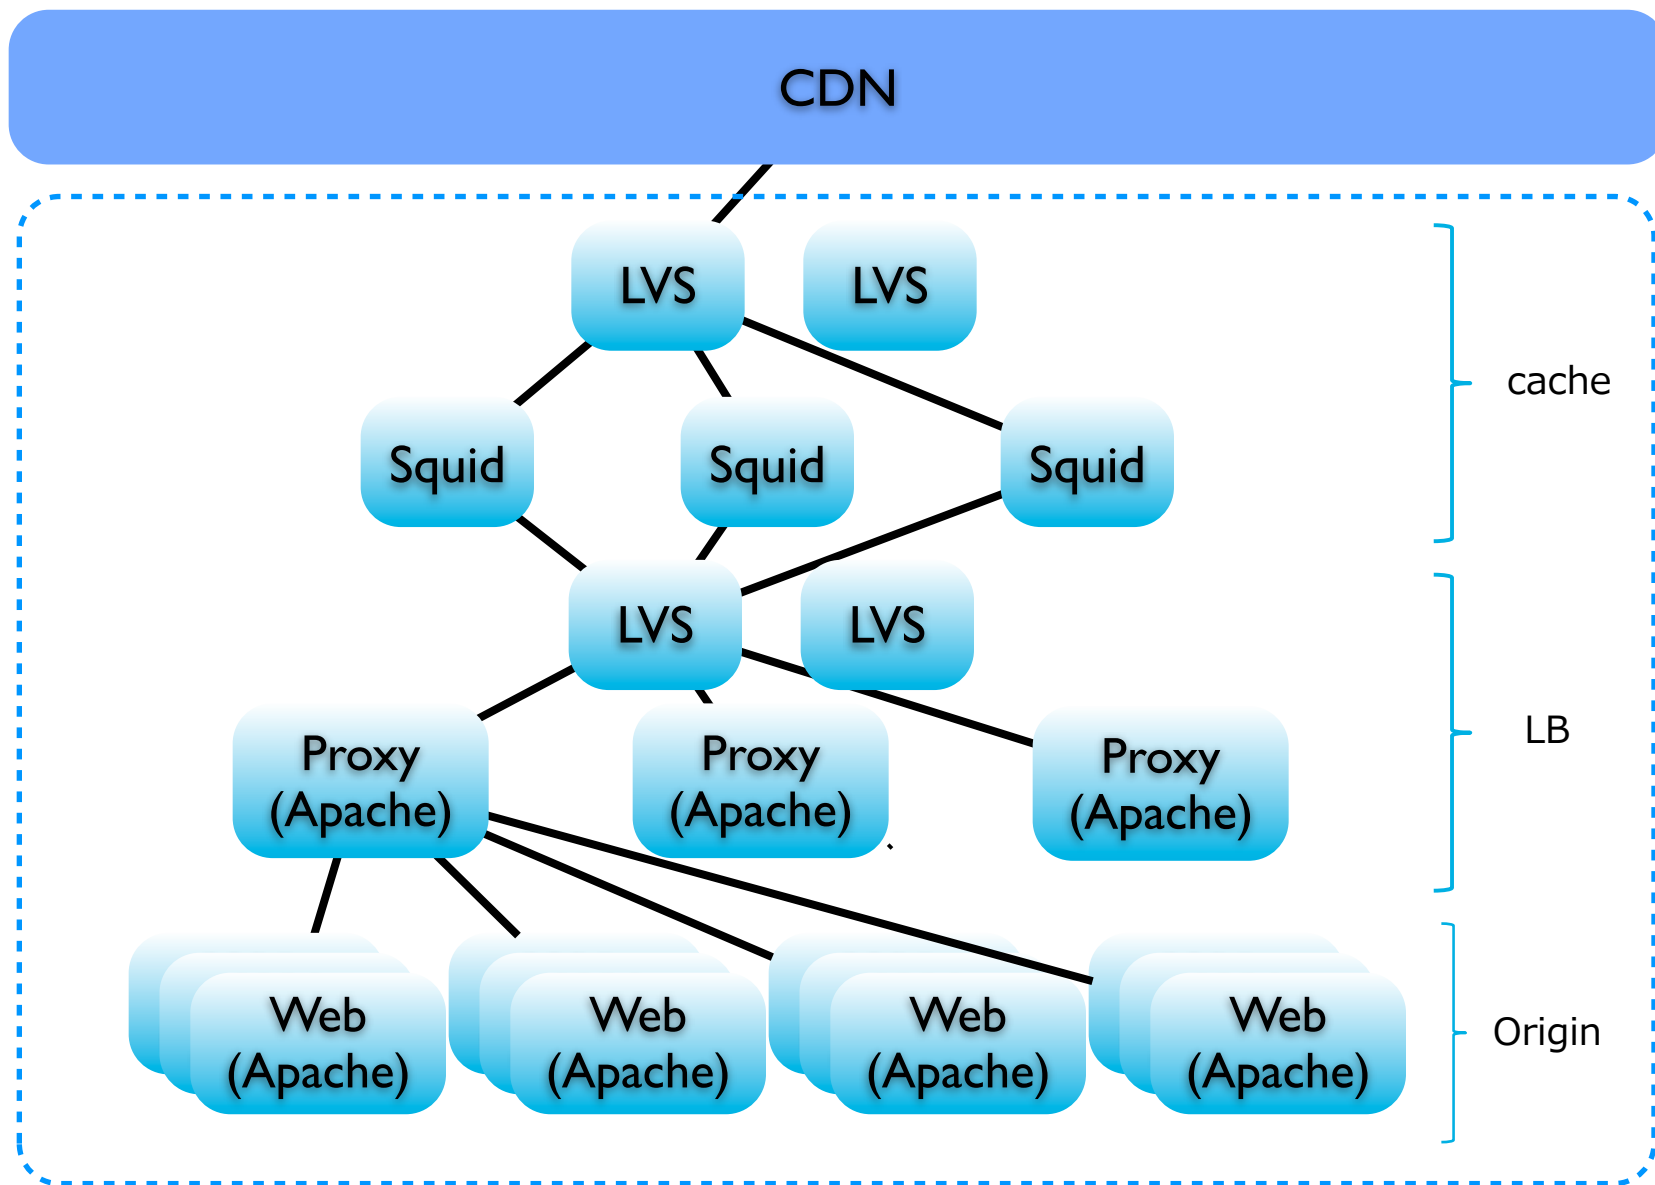 CDN
LVS
LVS
cache
Squid
Squid
Squid
LVS
LVS
LB
Proxy
(Apache)
Proxy
(Apache)
Proxy
(Apache)
Web
(Apache)
Web
(Apache)
Web
(Apache)
Web
(Apache)
Origin